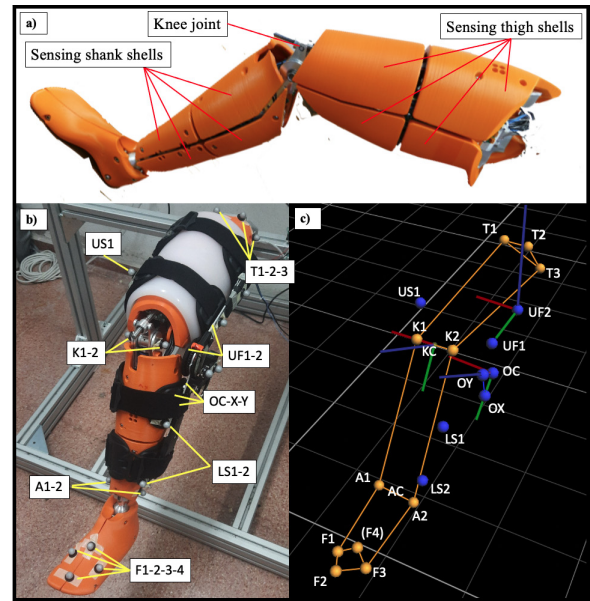 a)
Knee joint
Sensing thigh shells
Sensing shank shells
b)
US1
T1-2-3
K1-2
UF1-2
OC-X-Y
LS1-2
A1-2
F1-2-3-4
c)
T1
T2
T3
US1
UF2
K1
K2
UF1
KC
OY
OC
OX
LS1
A1
AC
LS2
A2
F1
(F4)
F2
F3